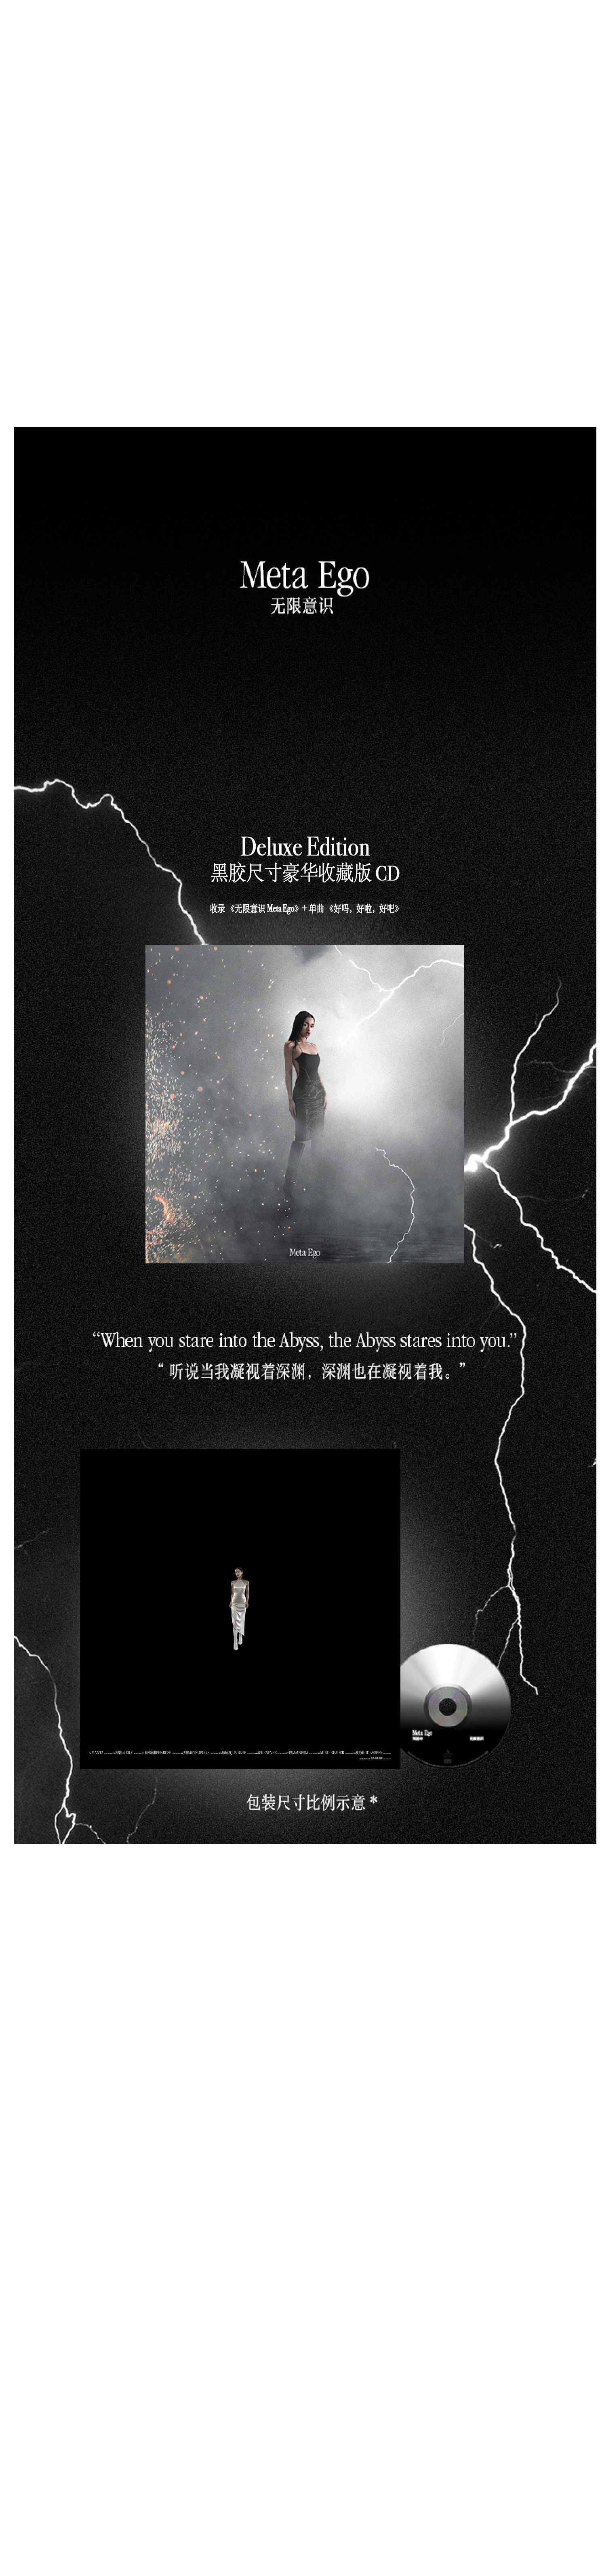 Meta Ego
无限意识
Deluxe Edition
黑胶尺寸豪华收藏版 CD
收录 《无限意识 Meta Ego》+ 单曲 《好吗，好啦，好吧》
Meta Ego
“When you stare into the Abyss, the Abyss stares into you.”
“ 听说当我凝视着深渊，深渊也在凝视着我。”
Meta Ego
无限意识
包装尺寸比例示意 *